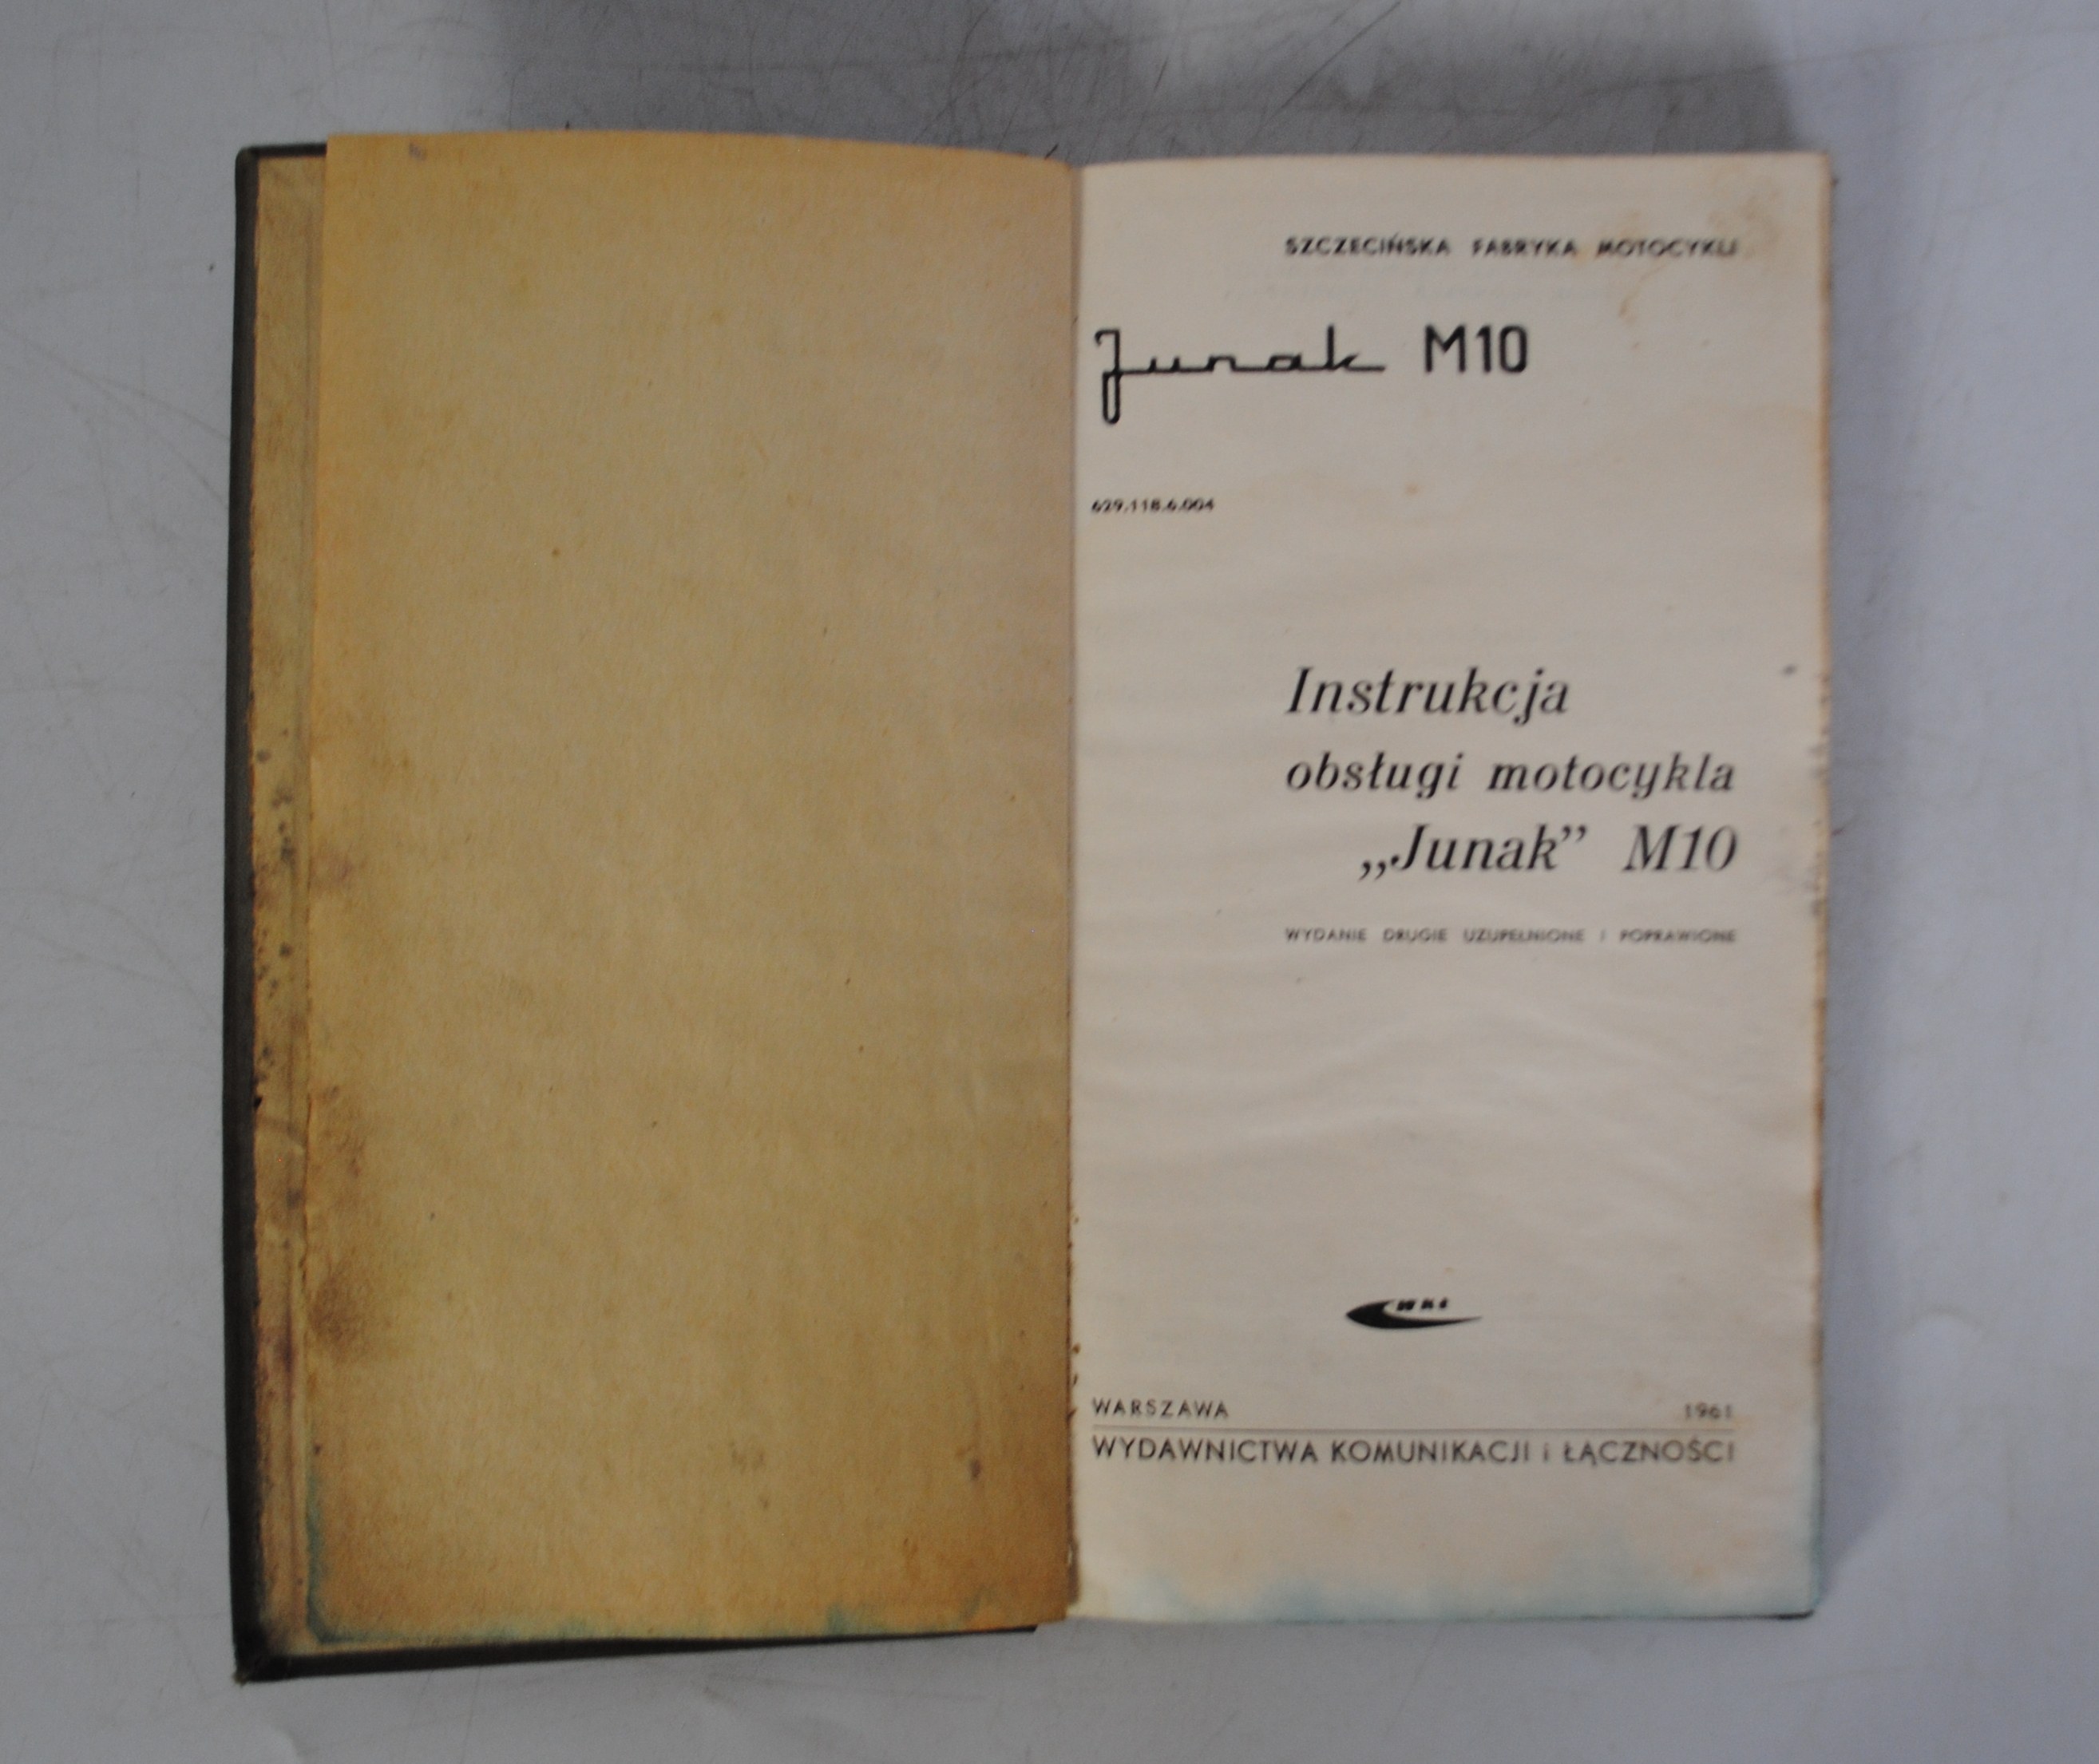 SZCZECIŃSKA FABRYKA MOTOCYKLI
Junak M10
629.118.6.004
Instrukcja
obsługi motocykla
„Junak” M10
WYDANIE DRUGIE UZUPEŁNIONE I POPRAWIONE
WKŁ
WARSZAWA 1961
WYDAWNICTWA KOMUNIKACJI i ŁĄCZNOŚCI